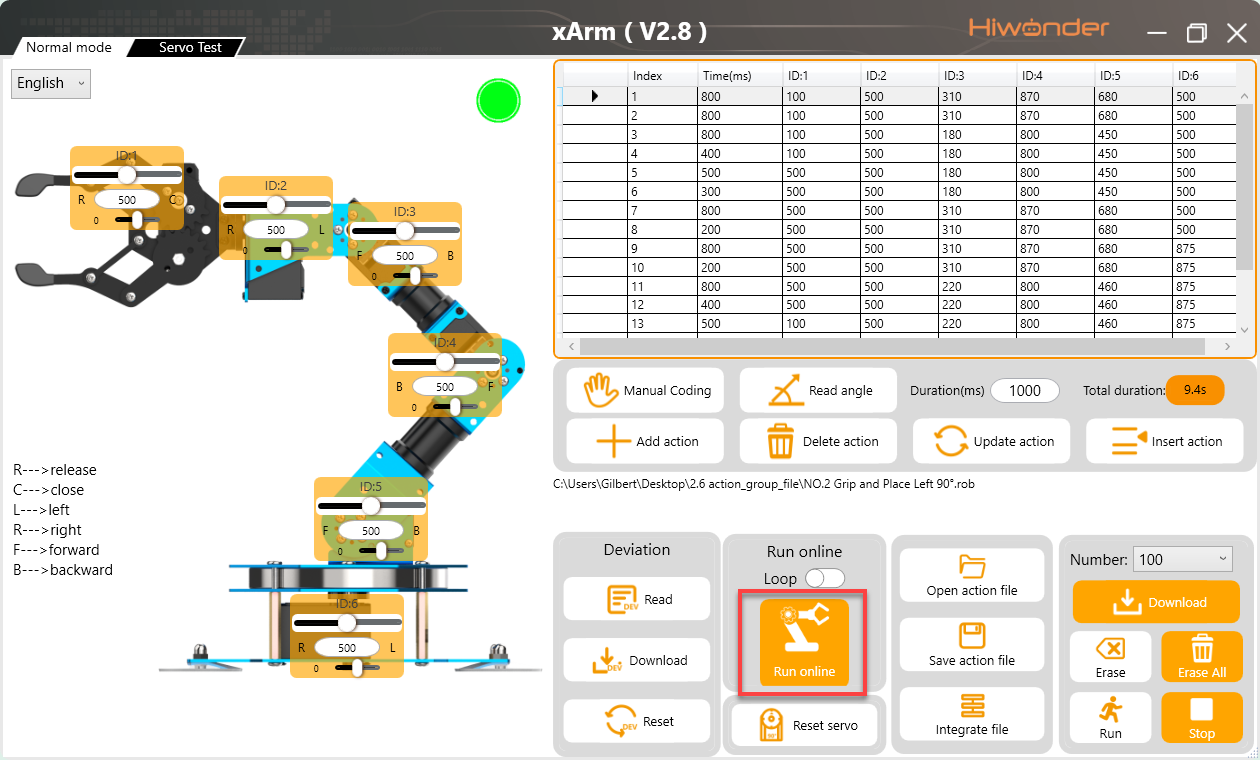 xArm ( V2.8 )
Hiwonder
Normal mode
Servo Test
English
ID:1
R 500 C
0
ID:2
R 500 L
0
ID:3
F 500 B
0
ID:4
B 500 F
0
ID:5
F 500 B
0
ID:6
R 500 L
0
R--->release
C--->close
L--->left
R--->right
F--->forward
B--->backward
Index Time(ms) ID:1 ID:2 ID:3 ID:4 ID:5 ID:6
1 800 100 500 310 870 680 500
2 800 100 500 310 870 680 500
3 800 100 500 180 800 450 500
4 400 100 500 180 800 450 500
5 500 500 500 180 800 450 500
6 300 500 500 180 800 450 500
7 800 500 500 310 870 680 500
8 200 500 500 310 870 680 500
9 800 500 500 310 870 680 875
10 200 500 500 310 870 680 875
11 800 500 500 220 800 460 875
12 400 500 500 220 800 460 875
13 500 100 500 220 800 460 875
Manual Coding
Read angle
Duration(ms) 1000
Total duration: 9.4s
Add action
Delete action
Update action
Insert action
C:\Users\Gilbert\Desktop\2.6 action_group_file\NO.2 Grip and Place Left 90°.rob
Deviation
DEV Read
DEV Download
DEV Reset
Run online
Loop
Run online
Reset servo
Open action file
Save action file
Integrate file
Number: 100
Download
Erase
Erase All
Run
Stop